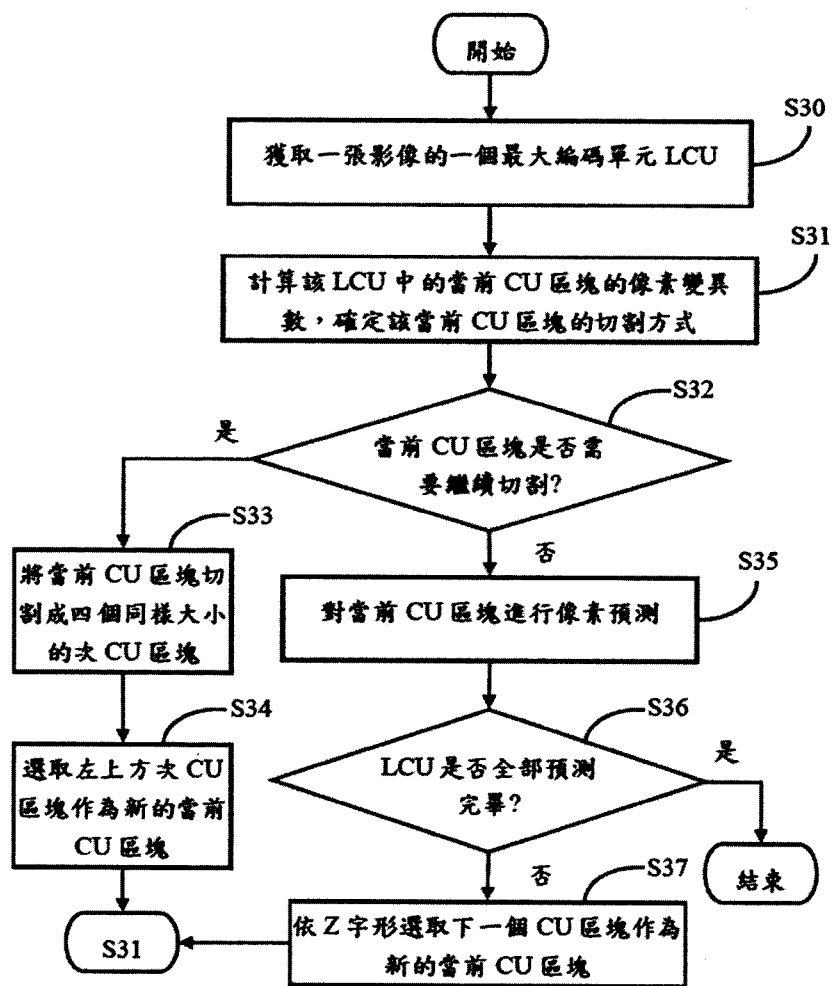 開始
S30
獲取一張影像的一個最大編碼單元 LCU
S31
計算該 LCU 中的當前 CU 區塊的像素變異
數，確定該當前 CU 區塊的切割方式
S32
當前 CU 區塊是否需
要繼續切割?
是
否
S33
將當前 CU 區塊切
割成四個同樣大小
的次 CU 區塊
S35
對當前 CU 區塊進行像素預測
S34
選取左上方次 CU
區塊作為新的當前
CU 區塊
S36
LCU 是否全部預測
完畢?
是
否
結束
S37
依 Z 字形選取下一個 CU 區塊作為
新的當前 CU 區塊
S31